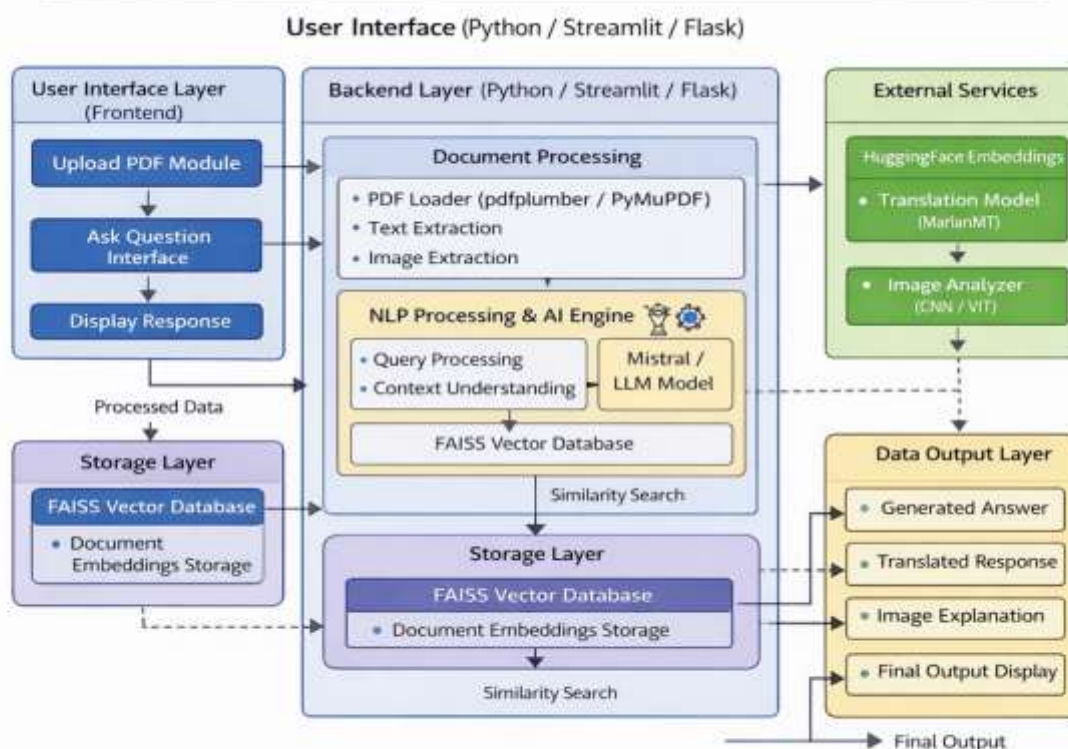 User Interface (Python / Streamlit / Flask)
User Interface Layer
(Frontend)
Upload PDF Module
Ask Question
Interface
Display Response
Processed Data
Storage Layer
FAISS Vector Database
• Document
Embeddings Storage
Backend Layer (Python / Streamlit / Flask)
Document Processing
• PDF Loader (pdfplumber / PyMuPDF)
• Text Extraction
• Image Extraction
NLP Processing & AI Engine
• Query Processing
• Context Understanding
Mistral /
LLM Model
FAISS Vector Database
Similarity Search
Storage Layer
FAISS Vector Database
• Document Embeddings Storage
Similarity Search
External Services
HuggingFace Embeddings
• Translation Model
(MarianMT)
• Image Analyzer
(CNN / VIT)
Data Output Layer
• Generated Answer
• Translated Response
• Image Explanation
• Final Output Display
Final Output